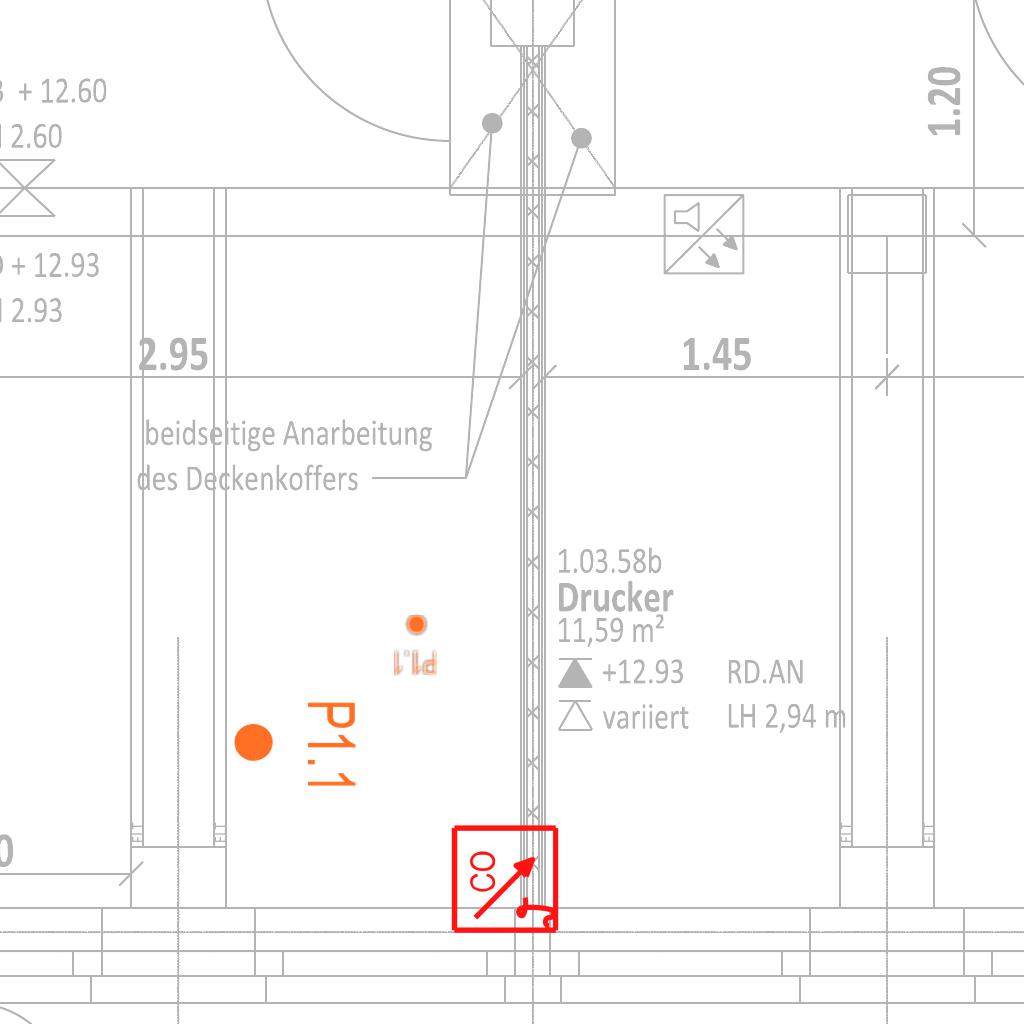 + 12.60
2.60
1.20
+ 12.93
2.93
2.95
1.45
beidseitige Anarbeitung
des Deckenkoffers
1.03.58b
Drucker
11,59 m²
+12.93 RD.AN
variiert LH 2,94 m
P1.1
P1.1
CO
0